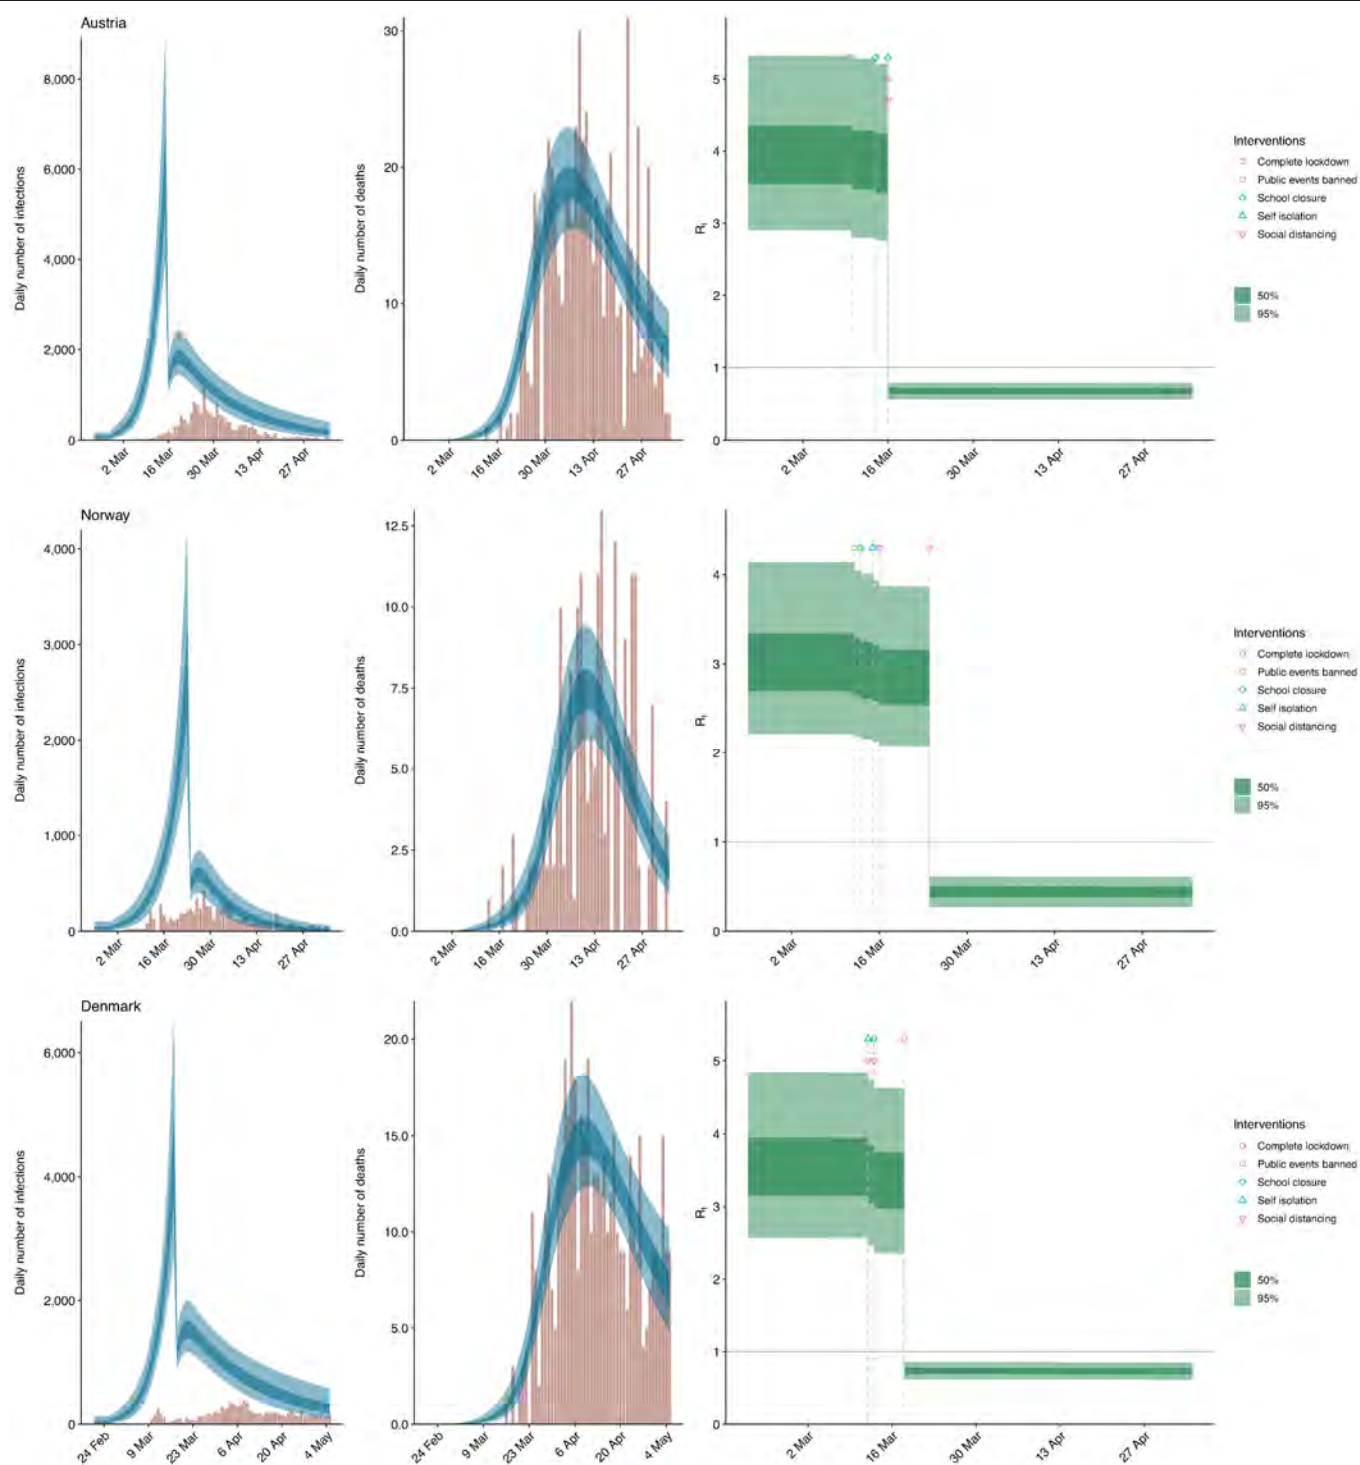 Austria
Daily number of infections
8,000
6,000
4,000
2,000
0
2 Mar
16 Mar
30 Mar
13 Apr
27 Apr
Daily number of deaths
30
20
10
0
2 Mar
16 Mar
30 Mar
13 Apr
27 Apr
Rt
5
4
3
2
1
0
2 Mar
16 Mar
30 Mar
13 Apr
27 Apr
Interventions
Complete lockdown
Public events banned
School closure
Self isolation
Social distancing
50%
95%
Norway
Daily number of infections
4,000
3,000
2,000
1,000
0
2 Mar
16 Mar
30 Mar
13 Apr
27 Apr
Daily number of deaths
12.5
10.0
7.5
5.0
2.5
0.0
2 Mar
16 Mar
30 Mar
13 Apr
27 Apr
Rt
4
3
2
1
0
2 Mar
16 Mar
30 Mar
13 Apr
27 Apr
Interventions
Complete lockdown
Public events banned
School closure
Self isolation
Social distancing
50%
95%
Denmark
Daily number of infections
6,000
4,000
2,000
0
24 Feb
9 Mar
23 Mar
6 Apr
20 Apr
4 May
Daily number of deaths
20.0
15.0
10.0
5.0
0.0
24 Feb
9 Mar
23 Mar
6 Apr
20 Apr
4 May
Rt
5
4
3
2
1
0
2 Mar
16 Mar
30 Mar
13 Apr
27 Apr
Interventions
Complete lockdown
Public events banned
School closure
Self isolation
Social distancing
50%
95%